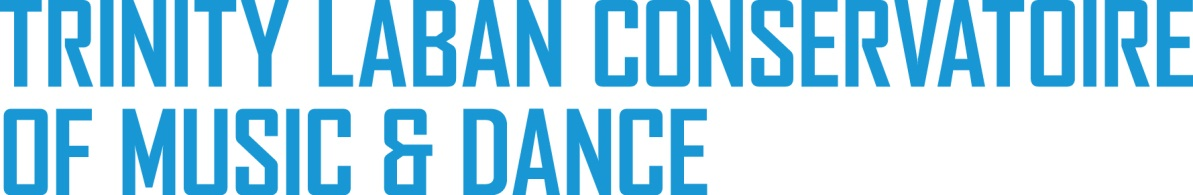 TRINITY LABAN CONSERVATOIRE
OF MUSIC & DANCE